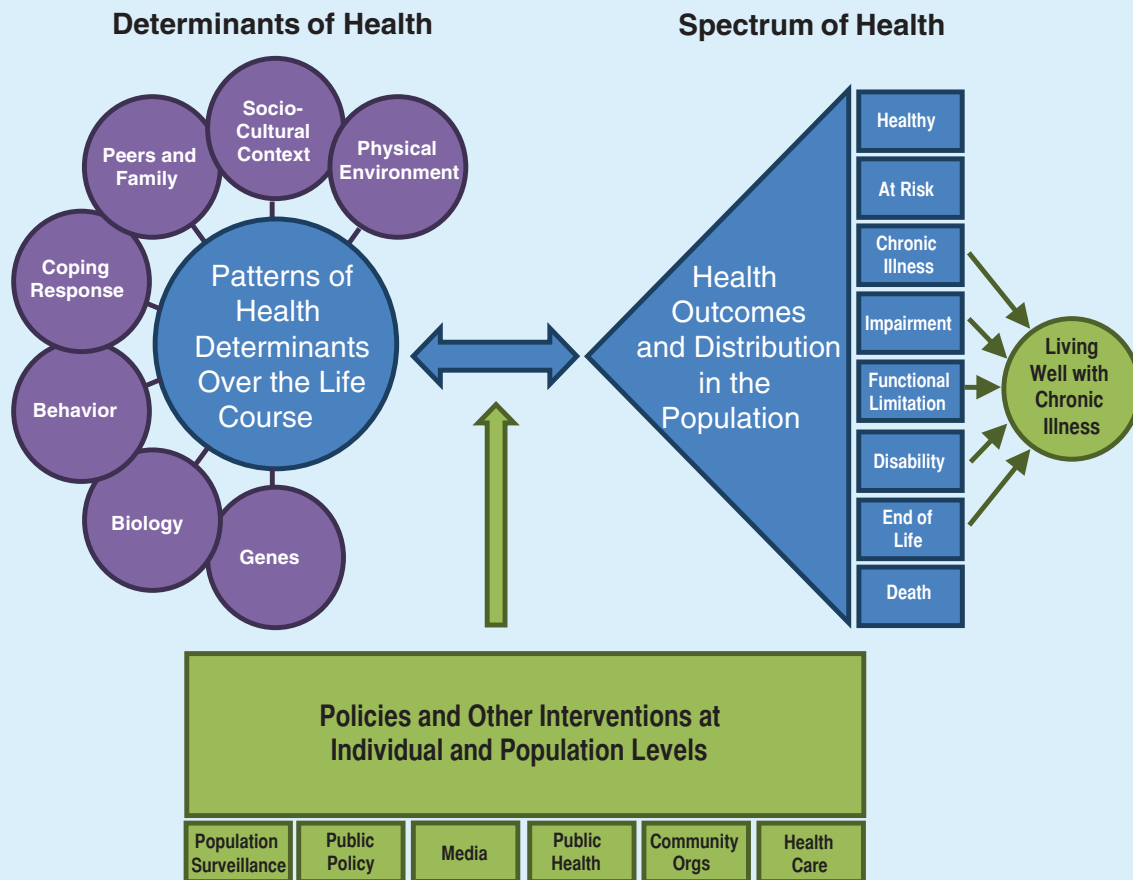 Determinants of Health
Spectrum of Health
Socio-
Cultural
Context
Physical
Environment
Peers and
Family
Coping
Response
Behavior
Biology
Genes
Patterns of
Health
Determinants
Over the Life
Course
Health
Outcomes
and Distribution
in the
Population
Healthy
At Risk
Chronic
Illness
Impairment
Functional
Limitation
Disability
End of
Life
Death
Living
Well with
Chronic
Illness
Policies and Other Interventions at
Individual and Population Levels
Population
Surveillance
Public
Policy
Media
Public
Health
Community
Orgs
Health
Care